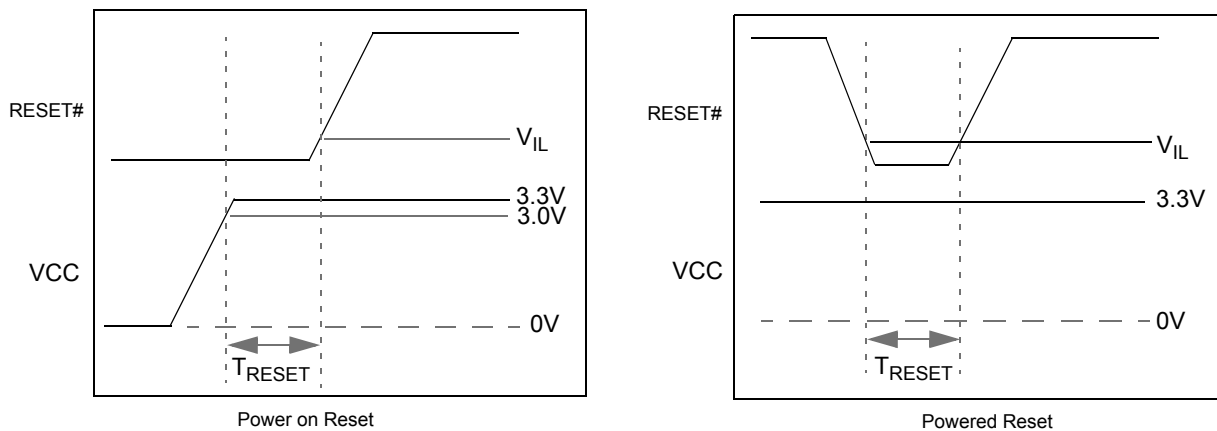 RESET#
V_IL
3.3V
3.0V
VCC
0V
T_RESET
Power on Reset
RESET#
V_IL
3.3V
VCC
0V
T_RESET
Powered Reset